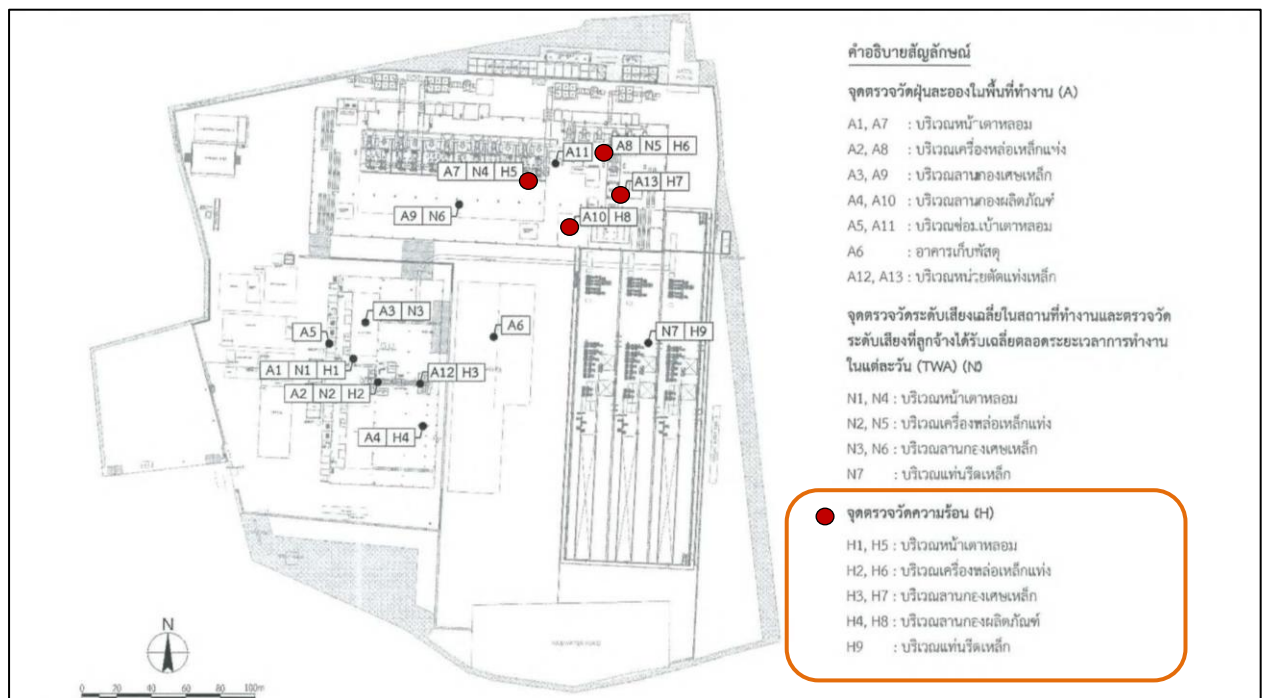 A11
A8 N5 H6
A7 N4 H5
A13 H7
A9 N6
A10 H8
A3 N3
A5
A6
N7 H9
A1 N1 H1
A12 H3
A2 N2 H2
A4 H4
N
0 20 40 60 80 100m
คำอธิบายสัญลักษณ์
จุดตรวจวัดฝุ่นละอองในพื้นที่ทำงาน (A)
A1, A7 : บริเวณหน้าเตาหลอม
A2, A8 : บริเวณเครื่องหล่อเหล็กแท่ง
A3, A9 : บริเวณลานกองเศษเหล็ก
A4, A10 : บริเวณลานกองผลิตภัณฑ์
A5, A11 : บริเวณซ่อมเบ้าเตาหลอม
A6 : อาคารเก็บพัสดุ
A12, A13 : บริเวณหน่วยตัดแท่งเหล็ก
จุดตรวจวัดระดับเสียงเฉลี่ยในสถานที่ทำงานและตรวจวัด
ระดับเสียงที่ลูกจ้างได้รับเฉลี่ยตลอดระยะเวลาการทำงาน
ในแต่ละวัน (TWA) (N)
N1, N4 : บริเวณหน้าเตาหลอม
N2, N5 : บริเวณเครื่องหล่อเหล็กแท่ง
N3, N6 : บริเวณลานกองเศษเหล็ก
N7 : บริเวณแท่นรีดเหล็ก
จุดตรวจวัดความร้อน (H)
H1, H5 : บริเวณหน้าเตาหลอม
H2, H6 : บริเวณเครื่องหล่อเหล็กแท่ง
H3, H7 : บริเวณลานกองเศษเหล็ก
H4, H8 : บริเวณลานกองผลิตภัณฑ์
H9 : บริเวณแท่นรีดเหล็ก